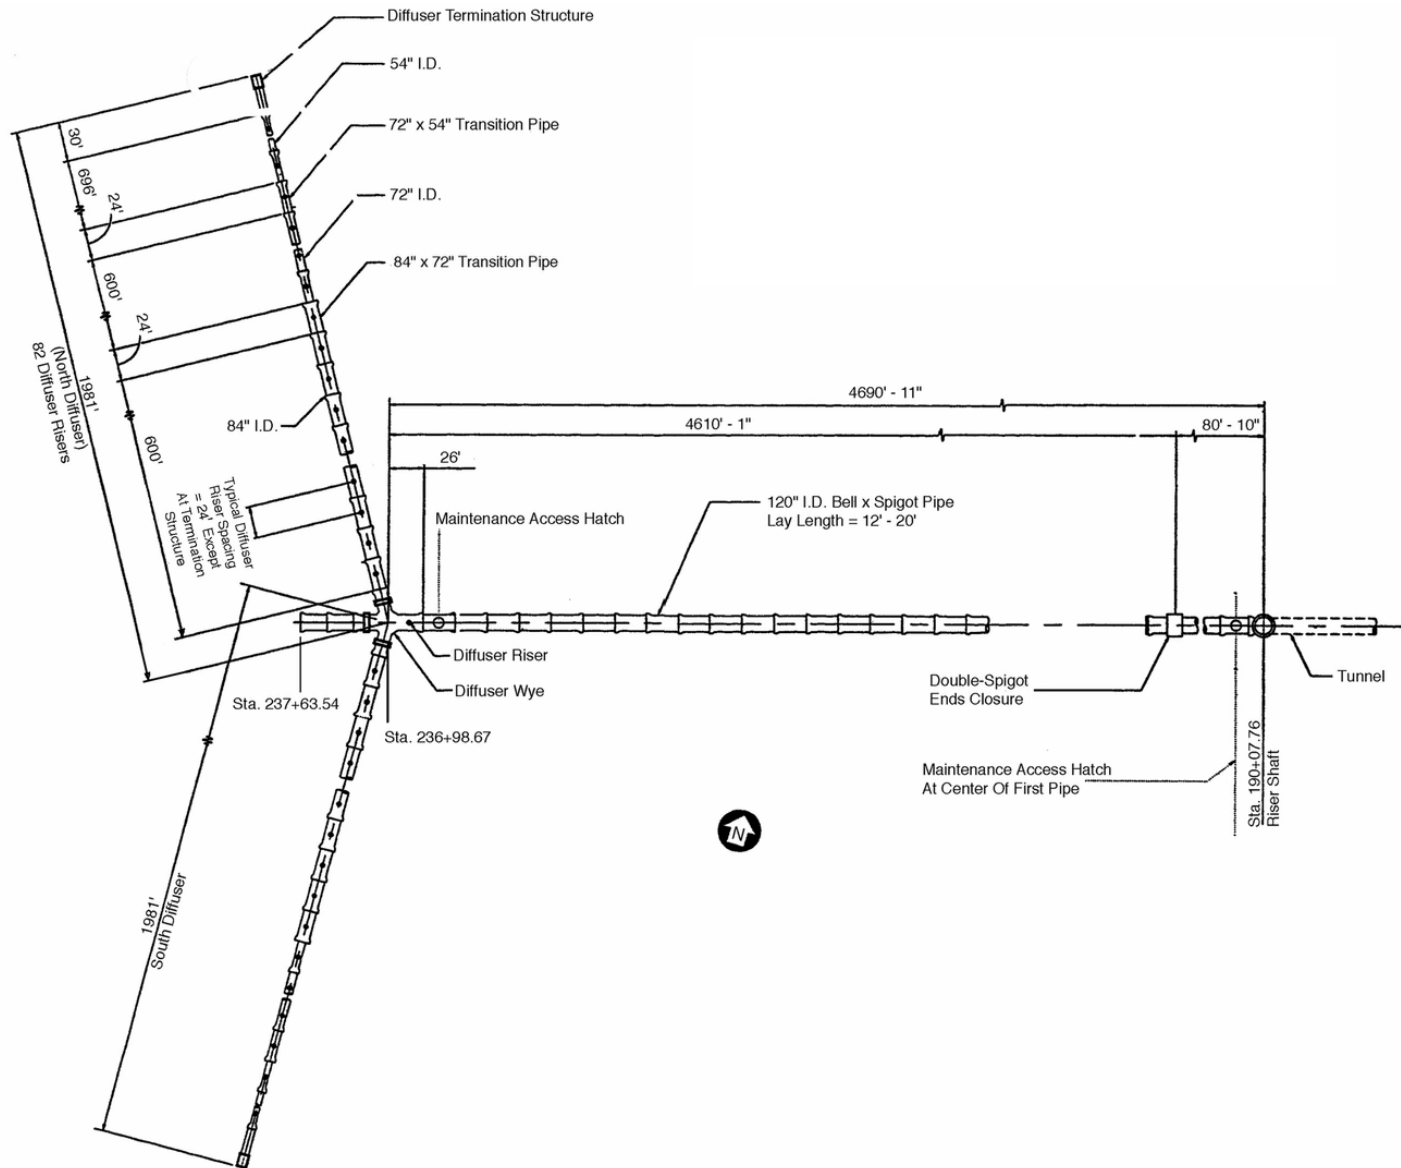 Diffuser Termination Structure
54" I.D.
72" x 54" Transition Pipe
72" I.D.
84" x 72" Transition Pipe
30'
696'
24'
600'
24'
600'
1981'
(North Diffuser)
82 Diffuser Risers
84" I.D.
Typical Diffuser
Riser Spacing
= 24' Except
At Termination
Structure
4690' - 11"
4610' - 1"
80' - 10"
26'
Maintenance Access Hatch
120" I.D. Bell x Spigot Pipe
Lay Length = 12' - 20'
Diffuser Riser
Diffuser Wye
Sta. 237+63.54
Sta. 236+98.67
Double-Spigot
Ends Closure
Tunnel
Maintenance Access Hatch
At Center Of First Pipe
Sta. 190+07.76
Riser Shaft
N
1981'
South Diffuser